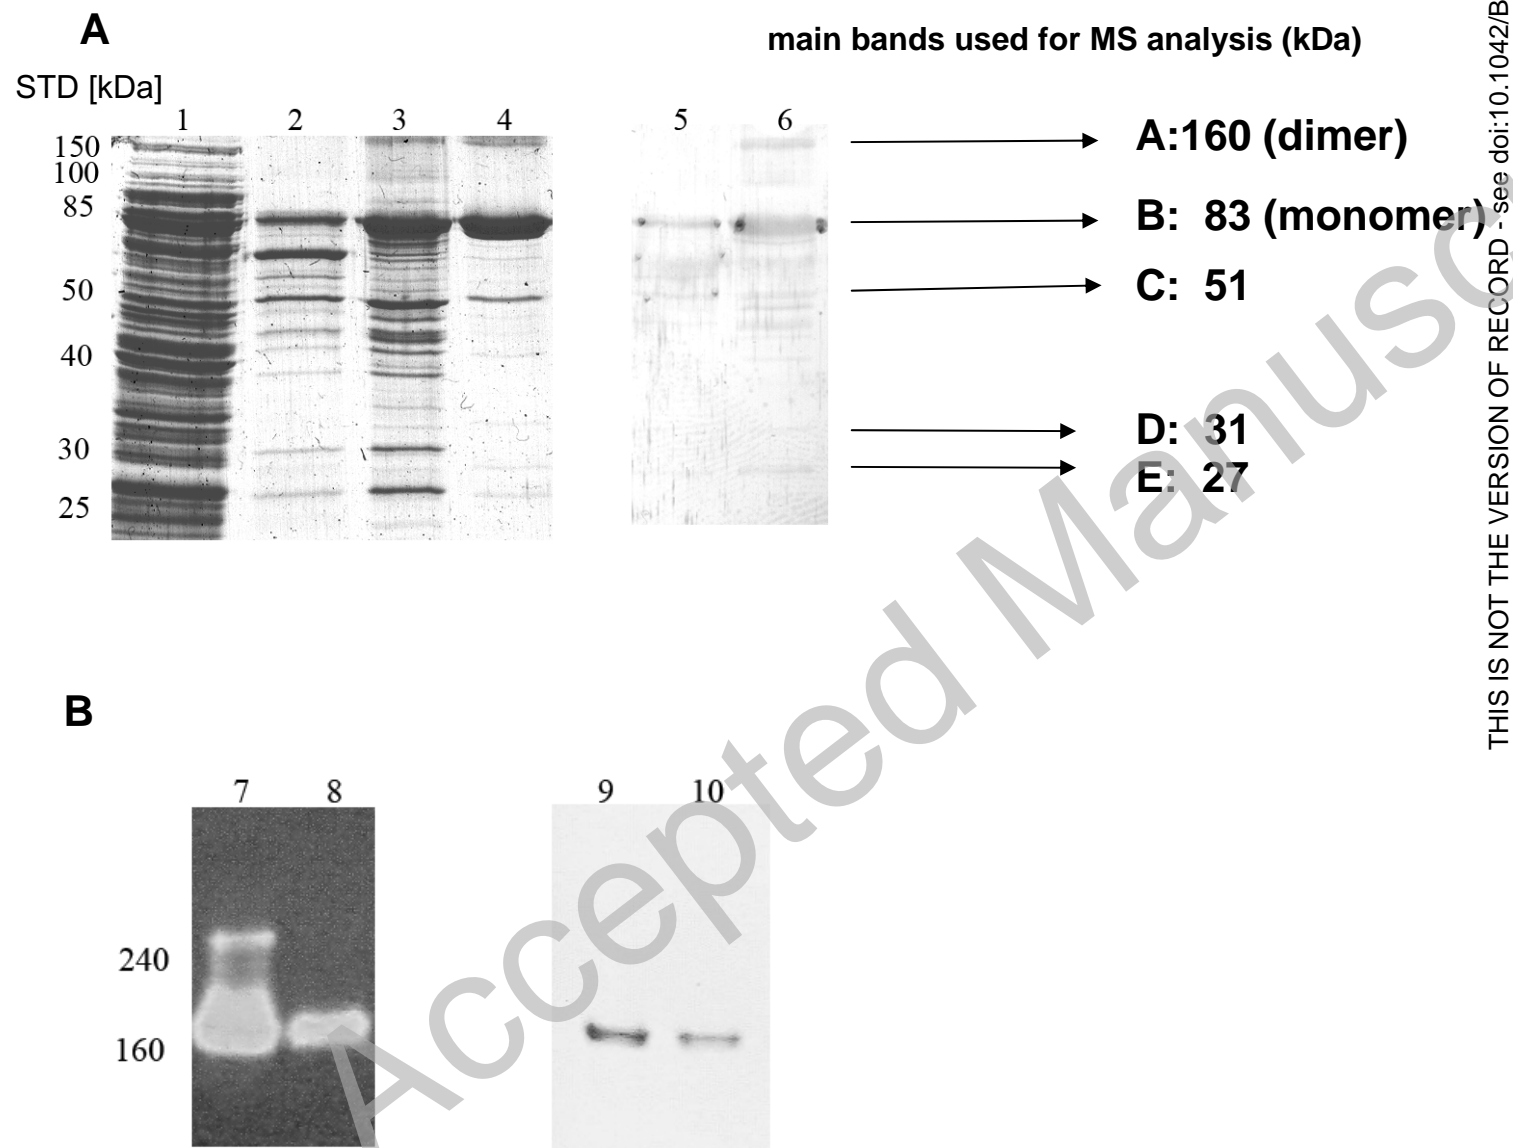 A
main bands used for MS analysis (kDa)
STD [kDa]
1 2 3 4 5 6
150
100
85
50
40
30
25
A:160 (dimer)
B: 83 (monomer)
C: 51
D: 31
E: 27
B
7 8 9 10
240
160
Accepted Manusc
THIS IS NOT THE VERSION OF RECORD - see doi:10.1042/B